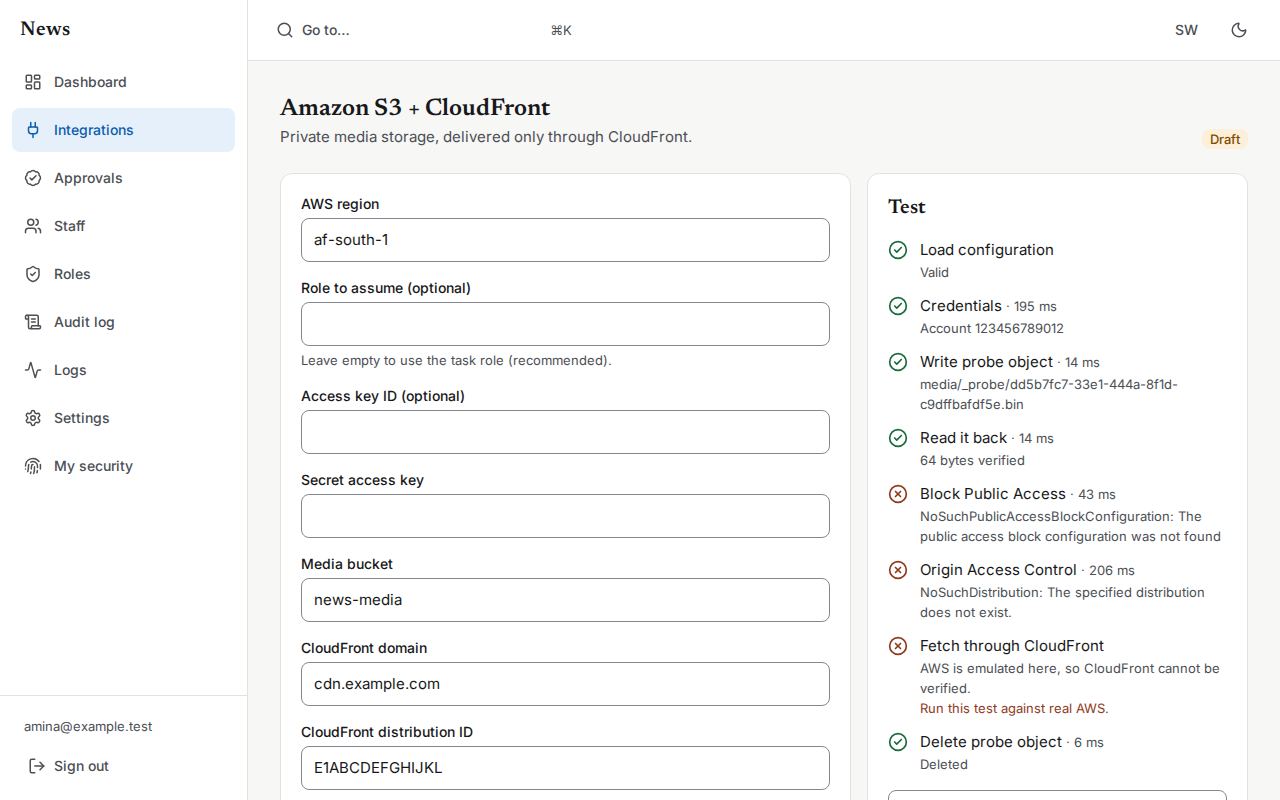 News
Go to...
⌘K
SW
Dashboard
Integrations
Approvals
Staff
Roles
Audit log
Logs
Settings
My security
amina@example.test
Sign out
Amazon S3 + CloudFront
Private media storage, delivered only through CloudFront.
Draft
AWS region
af-south-1
Role to assume (optional)
Leave empty to use the task role (recommended).
Access key ID (optional)
Secret access key
Media bucket
news-media
CloudFront domain
cdn.example.com
CloudFront distribution ID
E1ABCDEFGHIJKL
Test
Load configuration
Valid
Credentials · 195 ms
Account 123456789012
Write probe object · 14 ms
media/_probe/dd5b7fc7-33e1-444a-8f1d-
c9dffbafdf5e.bin
Read it back · 14 ms
64 bytes verified
Block Public Access · 43 ms
NoSuchPublicAccessBlockConfiguration: The
public access block configuration was not found
Origin Access Control · 206 ms
NoSuchDistribution: The specified distribution
does not exist.
Fetch through CloudFront
AWS is emulated here, so CloudFront cannot be
verified.
Run this test against real AWS.
Delete probe object · 6 ms
Deleted